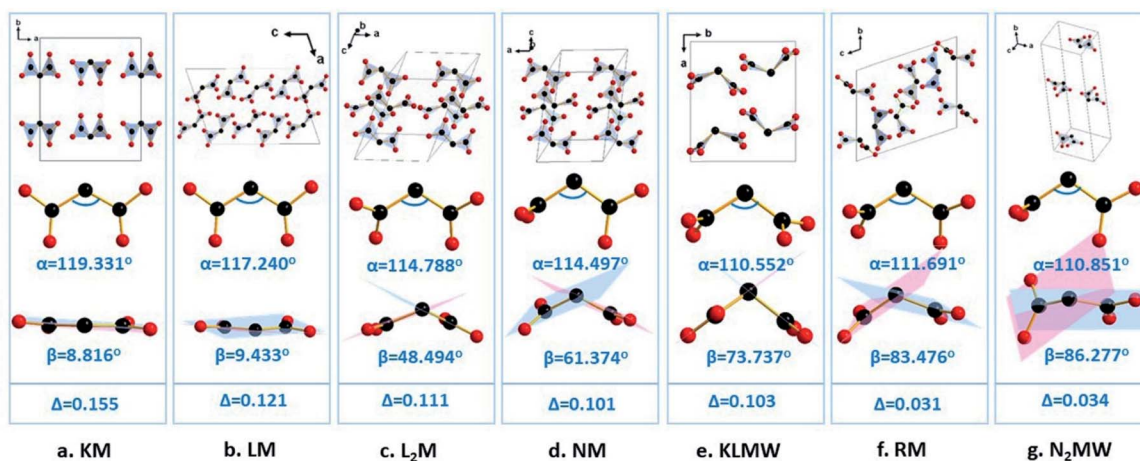 b
a
c
a
b
a
c
c
b
a
b
a
a
c
b
c
a
α=119.331°
α=117.240°
α=114.788°
α=114.497°
α=110.552°
α=111.691°
α=110.851°
β=8.816°
β=9.433°
β=48.494°
β=61.374°
β=73.737°
β=83.476°
β=86.277°
Δ=0.155
Δ=0.121
Δ=0.111
Δ=0.101
Δ=0.103
Δ=0.031
Δ=0.034
a. KM
b. LM
c. L₂M
d. NM
e. KLMW
f. RM
g. N₂MW